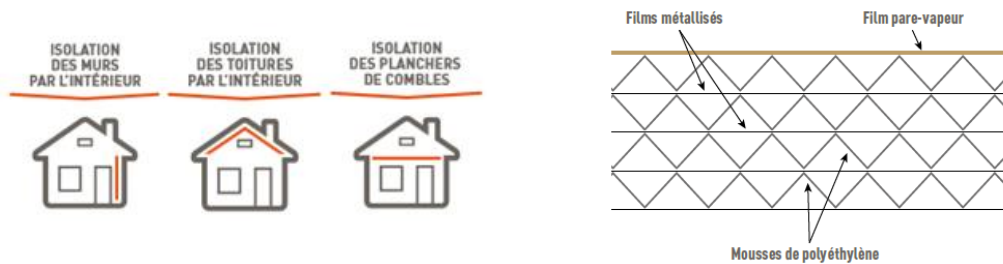 ISOLATION
DES MURS
PAR L'INTÉRIEUR
ISOLATION
DES TOITURES
PAR L'INTÉRIEUR
ISOLATION
DES PLANCHERS
DE COMBLES
Films métallisés
Film pare-vapeur
Mousses de polyéthylène